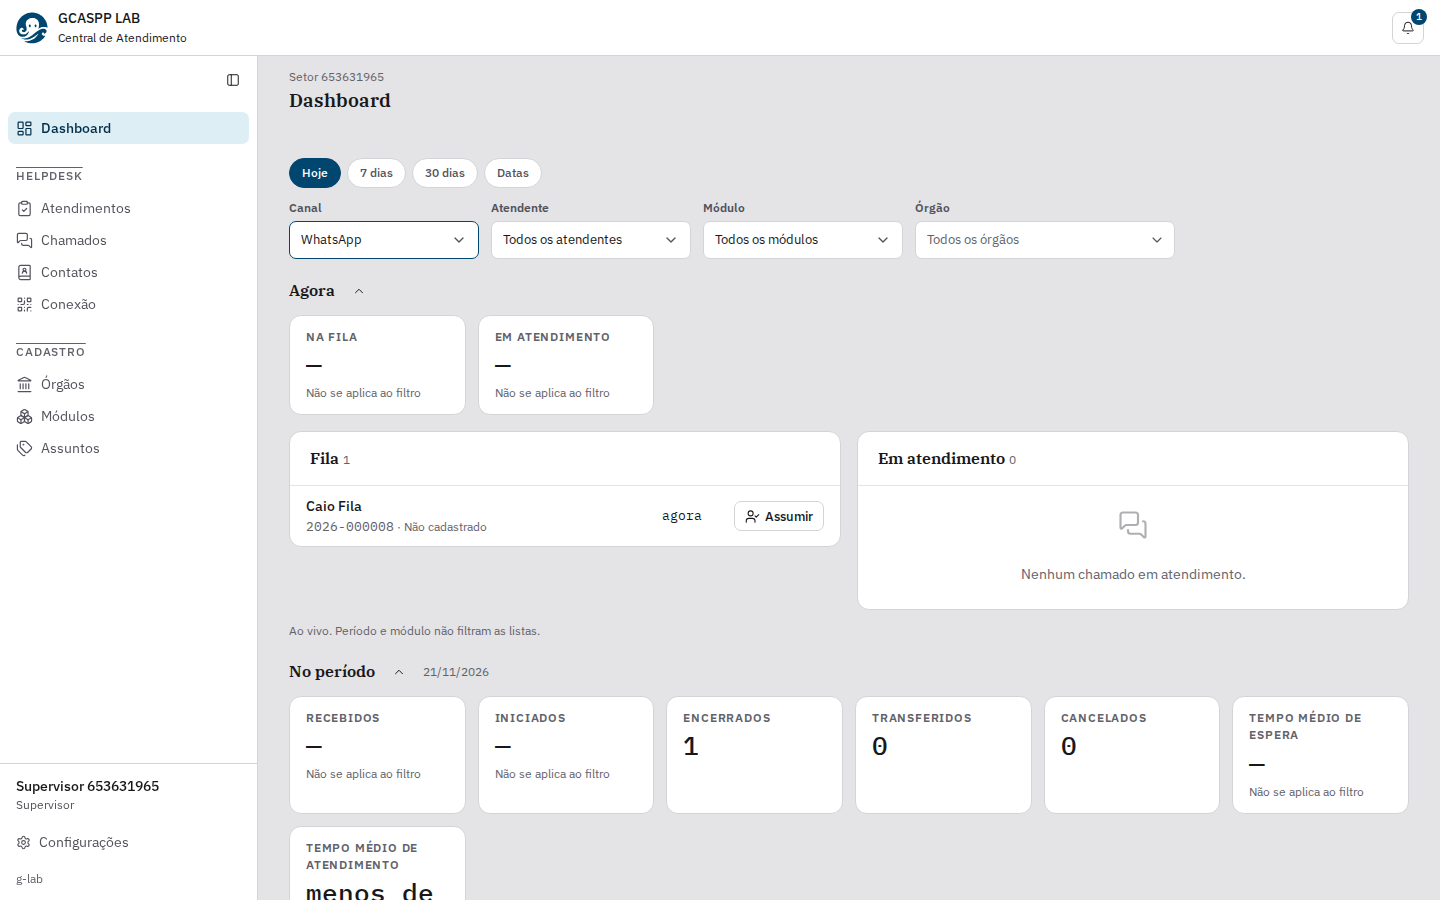 GCASPP LAB
Central de Atendimento
1
Dashboard
HELPDESK
Atendimentos
Chamados
Contatos
Conexão
CADASTRO
Órgãos
Módulos
Assuntos
Supervisor 653631965
Supervisor
Configurações
g-lab
Setor 653631965
Dashboard
Hoje 7 dias 30 dias Datas
Canal Atendente Módulo Órgão
WhatsApp Todos os atendentes Todos os módulos Todos os órgãos
Agora
NA FILA EM ATENDIMENTO
— —
Não se aplica ao filtro Não se aplica ao filtro
Fila 1
Caio Fila
2026-000008 · Não cadastrado
agora
Assumir
Em atendimento 0
Nenhum chamado em atendimento.
Ao vivo. Período e módulo não filtram as listas.
No período 21/11/2026
RECEBIDOS
—
Não se aplica ao filtro
INICIADOS
—
Não se aplica ao filtro
ENCERRADOS
1
TRANSFERIDOS
0
CANCELADOS
0
TEMPO MÉDIO DE
ESPERA
—
Não se aplica ao filtro
TEMPO MÉDIO DE
ATENDIMENTO
menos de